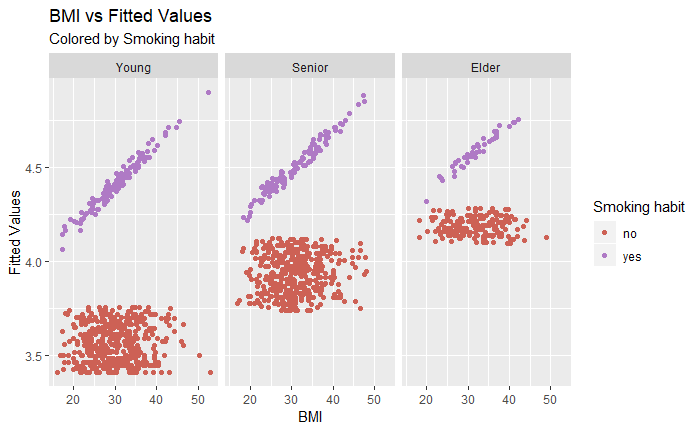 BMI vs Fitted Values
Colored by Smoking habit
Young Senior Elder
4.5
4.0
3.5
Fitted Values
20 30 40 50 20 30 40 50 20 30 40 50
BMI
Smoking habit
no
yes